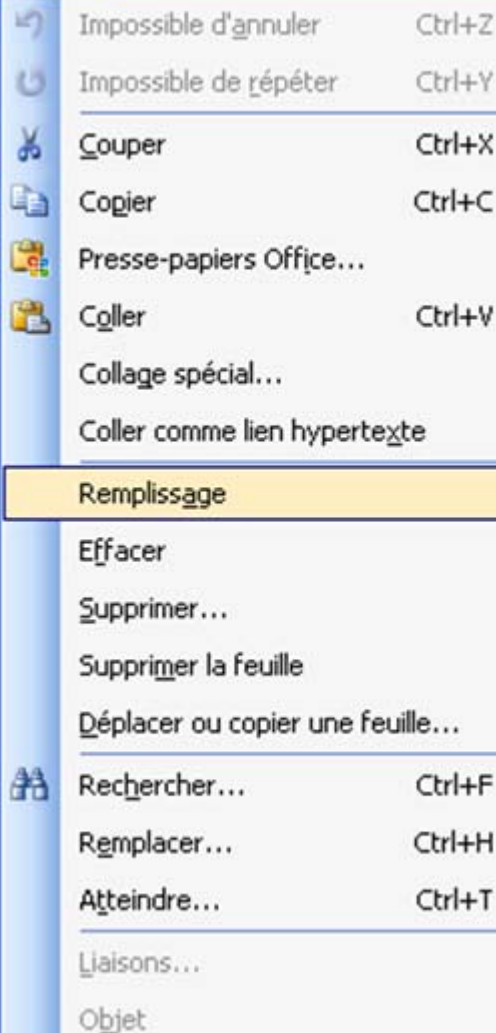 Impossible d'annuler Ctrl+Z
Impossible de répéter Ctrl+Y
Couper Ctrl+X
Copier Ctrl+C
Presse-papiers Office...
Coller Ctrl+V
Collage spécial...
Coller comme lien hypertexte
Remplissage
Effacer
Supprimer...
Supprimer la feuille
Déplacer ou copier une feuille...
Rechercher... Ctrl+F
Remplacer... Ctrl+H
Atteindre... Ctrl+T
Liaisons...
Objet